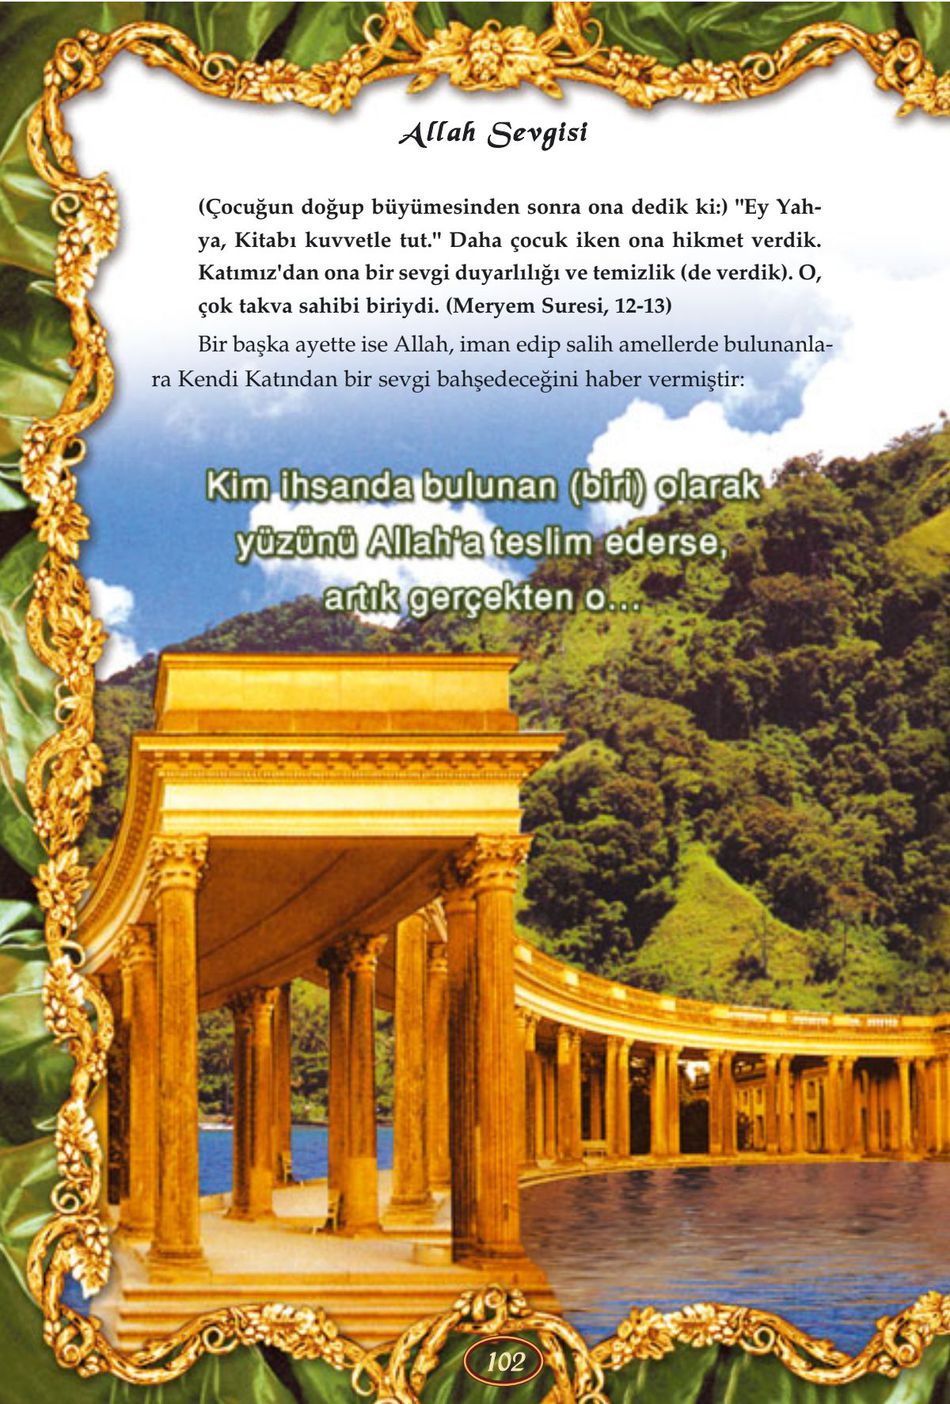 Allah Sevgisi
(Çocuğun doğup büyümesinden sonra ona dedik ki:) "Ey Yah-
ya, Kitabı kuvvetle tut." Daha çocuk iken ona hikmet verdik.
Katımız'dan ona bir sevgi duyarlılığı ve temizlik (de verdik). O,
çok takva sahibi biriydi. (Meryem Suresi, 12-13)
Bir başka ayette ise Allah, iman edip salih amellerde bulunanla-
ra Kendi Katından bir sevgi bahşedeceğini haber vermiştir:
Kim ihsanda bulunan (biri) olarak
yüzünü Allah'a teslim ederse,
artık gerçekten o...
102